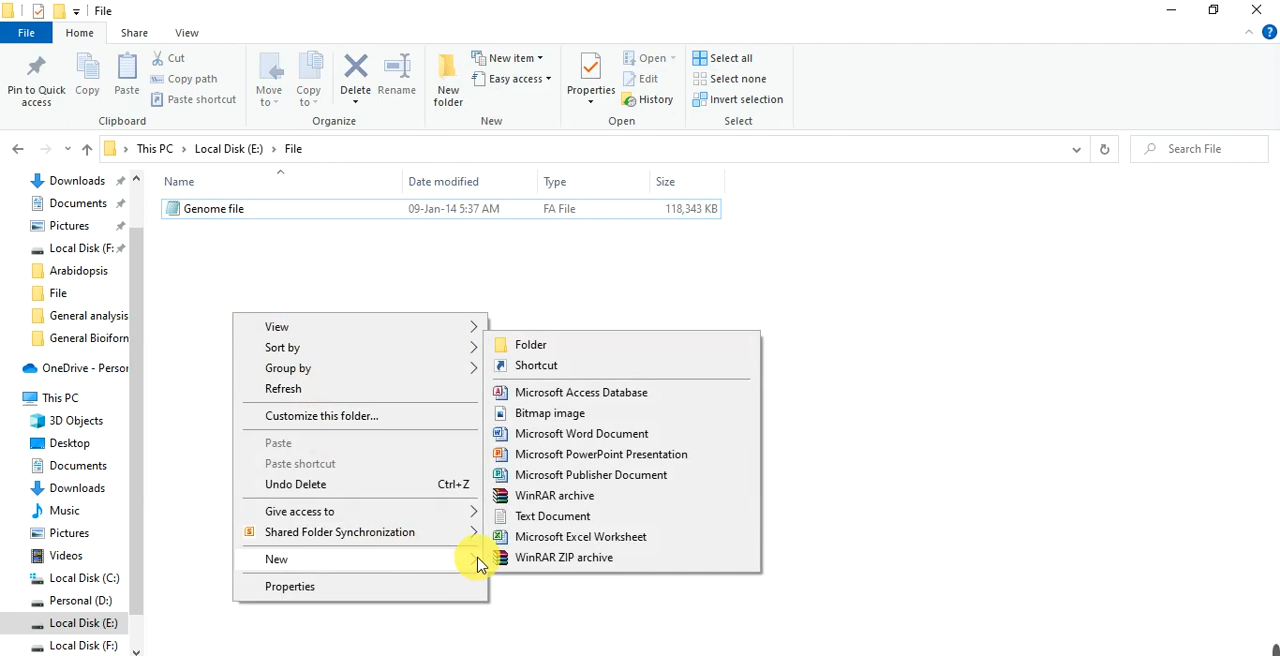 File
File Home Share View
Pin to Quick access
Copy
Paste
Cut
Copy path
Paste shortcut
Clipboard
Move to
Copy to
Delete
Rename
Organize
New folder
New item
Easy access
New
Properties
Open
Edit
History
Open
Select all
Select none
Invert selection
Select
This PC > Local Disk (E:) > File
Search File
Name Date modified Type Size
Genome file 09-Jan-14 5:37 AM FA File 118,343 KB
Downloads
Documents
Pictures
Local Disk (F:
Arabidopsis
File
General analysis
General Bioiforn
OneDrive - Person
This PC
3D Objects
Desktop
Documents
Downloads
Music
Pictures
Videos
Local Disk (C:)
Personal (D:)
Local Disk (E:)
Local Disk (F:)
View
Sort by
Group by
Refresh
Customize this folder...
Paste
Paste shortcut
Undo Delete Ctrl+Z
Give access to
Shared Folder Synchronization
New
Properties
Folder
Shortcut
Microsoft Access Database
Bitmap image
Microsoft Word Document
Microsoft PowerPoint Presentation
Microsoft Publisher Document
WinRAR archive
Text Document
Microsoft Excel Worksheet
WinRAR ZIP archive